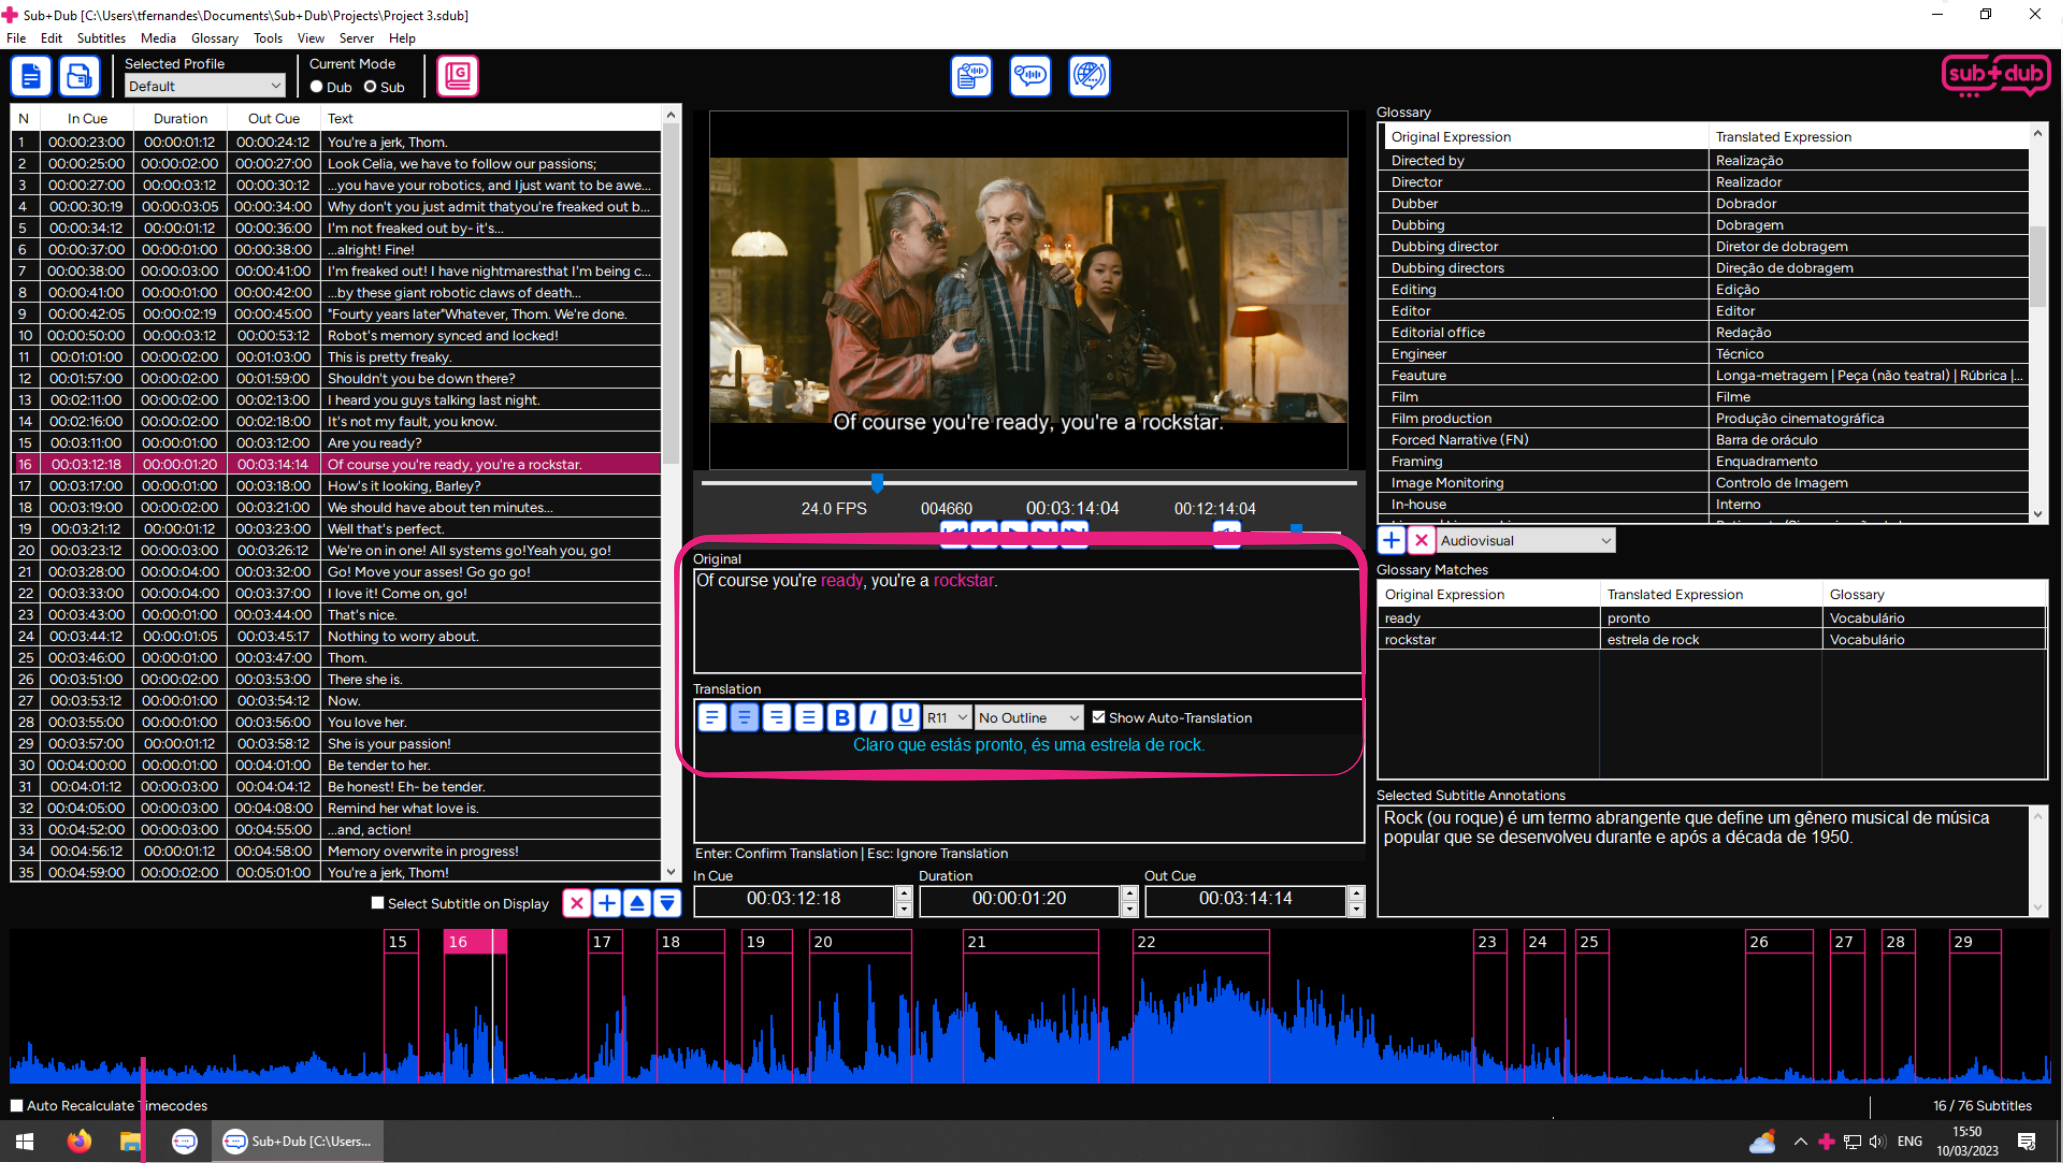 Sub+Dub [C:\Users\tfernandes\Documents\Sub+Dub\Projects\Project 3.sdub]
File Edit Subtitles Media Glossary Tools View Server Help
Selected Profile
Default
Current Mode
Dub Sub
G
sub+dub
N In Cue Duration Out Cue Text
1 00:00:23:00 00:00:01:12 00:00:24:12 You're a jerk, Thom.
2 00:00:25:00 00:00:02:00 00:00:27:00 Look Celia, we have to follow our passions;
3 00:00:27:00 00:00:03:12 00:00:30:12 ...you have your robotics, and Ijust want to be awe...
4 00:00:30:19 00:00:03:05 00:00:34:00 Why don't you just admit thatyou're freaked out b...
5 00:00:34:12 00:00:01:12 00:00:36:00 I'm not freaked out by- it's...
6 00:00:37:00 00:00:01:00 00:00:38:00 ...alright! Fine!
7 00:00:38:00 00:00:03:00 00:00:41:00 I'm freaked out! I have nightmaresthat I'm being c...
8 00:00:41:00 00:00:01:00 00:00:42:00 ...by these giant robotic claws of death...
9 00:00:42:05 00:00:02:19 00:00:45:00 "Fourty years later"Whatever, Thom. We're done.
10 00:00:50:00 00:00:03:12 00:00:53:12 Robot's memory synced and locked!
11 00:01:01:00 00:00:02:00 00:01:03:00 This is pretty freaky.
12 00:01:57:00 00:00:02:00 00:01:59:00 Shouldn't you be down there?
13 00:02:11:00 00:00:02:00 00:02:13:00 I heard you guys talking last night.
14 00:02:16:00 00:00:02:00 00:02:18:00 It's not my fault, you know.
15 00:03:11:00 00:00:01:00 00:03:12:00 Are you ready?
16 00:03:12:18 00:00:01:20 00:03:14:14 Of course you're ready, you're a rockstar.
17 00:03:17:00 00:00:01:00 00:03:18:00 How's it looking, Barley?
18 00:03:19:00 00:00:02:00 00:03:21:00 We should have about ten minutes...
19 00:03:21:12 00:00:01:12 00:03:23:00 Well that's perfect.
20 00:03:23:12 00:00:03:00 00:03:26:12 We're on in one! All systems go!Yeah you, go!
21 00:03:28:00 00:00:04:00 00:03:32:00 Go! Move your asses! Go go go!
22 00:03:33:00 00:00:04:00 00:03:37:00 I love it! Come on, go!
23 00:03:43:00 00:00:01:00 00:03:44:00 That's nice.
24 00:03:44:12 00:00:01:05 00:03:45:17 Nothing to worry about.
25 00:03:46:00 00:00:01:00 00:03:47:00 Thom.
26 00:03:51:00 00:00:02:00 00:03:53:00 There she is.
27 00:03:53:12 00:00:01:00 00:03:54:12 Now.
28 00:03:55:00 00:00:01:00 00:03:56:00 You love her.
29 00:03:57:00 00:00:01:12 00:03:58:12 She is your passion!
30 00:04:00:00 00:00:01:00 00:04:01:00 Be tender to her.
31 00:04:01:12 00:00:03:00 00:04:04:12 Be honest! Eh- be tender.
32 00:04:05:00 00:00:03:00 00:04:08:00 Remind her what love is.
33 00:04:52:00 00:00:03:00 00:04:55:00 ...and, action!
34 00:04:56:12 00:00:01:12 00:04:58:00 Memory overwrite in progress!
35 00:04:59:00 00:00:02:00 00:05:01:00 You're a jerk, Thom!
Select Subtitle on Display
Of course you're ready, you're a rockstar.
24.0 FPS 004660 00:03:14:04 00:12:14:04
Original
Of course you're ready, you're a rockstar.
Translation
B I U R11 No Outline Show Auto-Translation
Claro que estás pronto, és uma estrela de rock.
Enter: Confirm Translation | Esc: Ignore Translation
In Cue Duration Out Cue
00:03:12:18 00:00:01:20 00:03:14:14
Glossary
Original Expression Translated Expression
Directed by Realização
Director Realizador
Dubber Dobrador
Dubbing Dobragem
Dubbing director Diretor de dobragem
Dubbing directors Direção de dobragem
Editing Edição
Editor Editor
Editorial office Redação
Engineer Técnico
Feauture Longa-metragem | Peça (não teatral) | Rúbrica |...
Film Filme
Film production Produção cinematográfica
Forced Narrative (FN) Barra de oráculo
Framing Enquadramento
Image Monitoring Controlo de Imagem
In-house Interno
Audiovisual
Glossary Matches
Original Expression Translated Expression Glossary
ready pronto Vocabulário
rockstar estrela de rock Vocabulário
Selected Subtitle Annotations
Rock (ou roque) é um termo abrangente que define um gênero musical de música
popular que se desenvolveu durante e após a década de 1950.
15 16 17 18 19 20 21 22 23 24 25 26 27 28 29
Auto Recalculate Timecodes
16 / 76 Subtitles
Sub+Dub [C:\Users...
ENG
15:50
10/03/2023